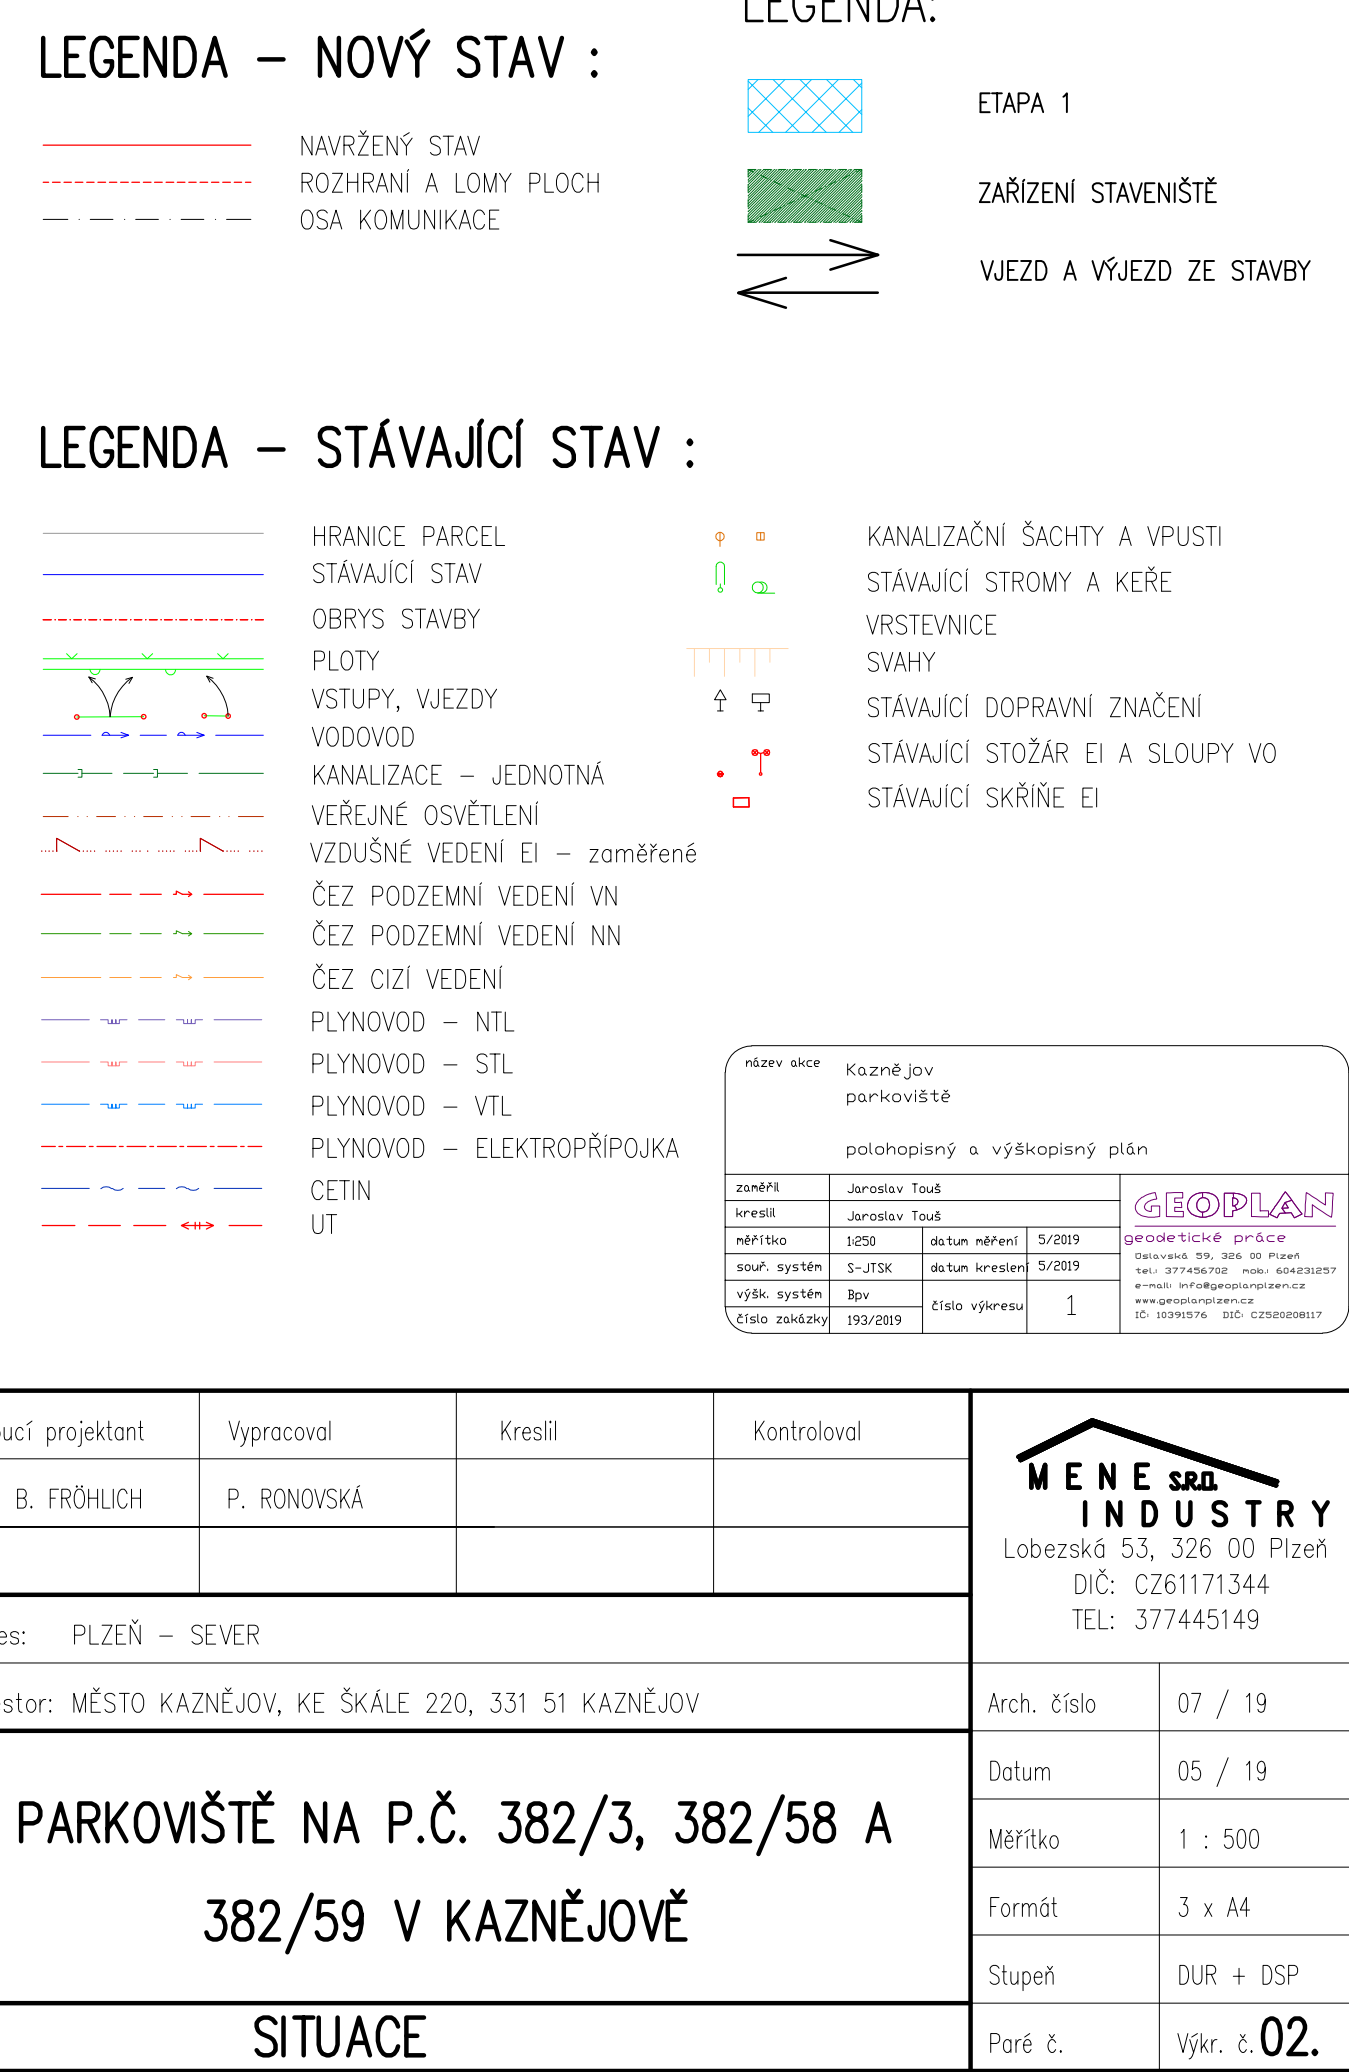 LEGENDA:
LEGENDA – NOVÝ STAV :
NAVRŽENÝ STAV
ROZHRANÍ A LOMY PLOCH
OSA KOMUNIKACE
ETAPA 1
ZAŘÍZENÍ STAVENIŠTĚ
VJEZD A VÝJEZD ZE STAVBY
LEGENDA – STÁVAJÍCÍ STAV :
HRANICE PARCEL
STÁVAJÍCÍ STAV
OBRYS STAVBY
PLOTY
VSTUPY, VJEZDY
VODOVOD
KANALIZACE – JEDNOTNÁ
VEŘEJNÉ OSVĚTLENÍ
VZDUŠNÉ VEDENÍ El – zaměřené
ČEZ PODZEMNÍ VEDENÍ VN
ČEZ PODZEMNÍ VEDENÍ NN
ČEZ CIZÍ VEDENÍ
PLYNOVOD – NTL
PLYNOVOD – STL
PLYNOVOD – VTL
PLYNOVOD – ELEKTROPŘÍPOJKA
CETIN
UT
KANALIZAČNÍ ŠACHTY A VPUSTI
STÁVAJÍCÍ STROMY A KEŘE
VRSTEVNICE
SVAHY
STÁVAJÍCÍ DOPRAVNÍ ZNAČENÍ
STÁVAJÍCÍ STOŽÁR El A SLOUPY VO
STÁVAJÍCÍ SKŘÍŇE El
název akce Kaznějov
parkoviště
polohopisný a výškopisný plán
zaměřil Jaroslav Touš
kreslil Jaroslav Touš
měřítko 1:250 datum měření 5/2019
souř. systém S-JTSK datum kreslení 5/2019
výšk. systém Bpv
číslo výkresu 1
číslo zakázky 193/2019
GEOPLAN
geodetické práce
Úslavská 59, 326 00 Plzeň
tel.: 377456702 mob.: 604231257
e-mail: info@geoplanplzen.cz
www.geoplanplzen.cz
IČ: 10391576 DIČ: CZ520208117
oucí projektant Vypracoval Kreslil Kontroloval
B. FRÖHLICH P. RONOVSKÁ
MENE S.R.O.
INDUSTRY
Lobezská 53, 326 00 Plzeň
DIČ: CZ61171344
TEL: 377445149
es: PLZEŇ – SEVER
estor: MĚSTO KAZNĚJOV, KE ŠKÁLE 220, 331 51 KAZNĚJOV
PARKOVIŠTĚ NA P.Č. 382/3, 382/58 A
382/59 V KAZNĚJOVĚ
SITUACE
Arch. číslo 07 / 19
Datum 05 / 19
Měřítko 1 : 500
Formát 3 x A4
Stupeň DUR + DSP
Paré č. Výkr. č. 02.